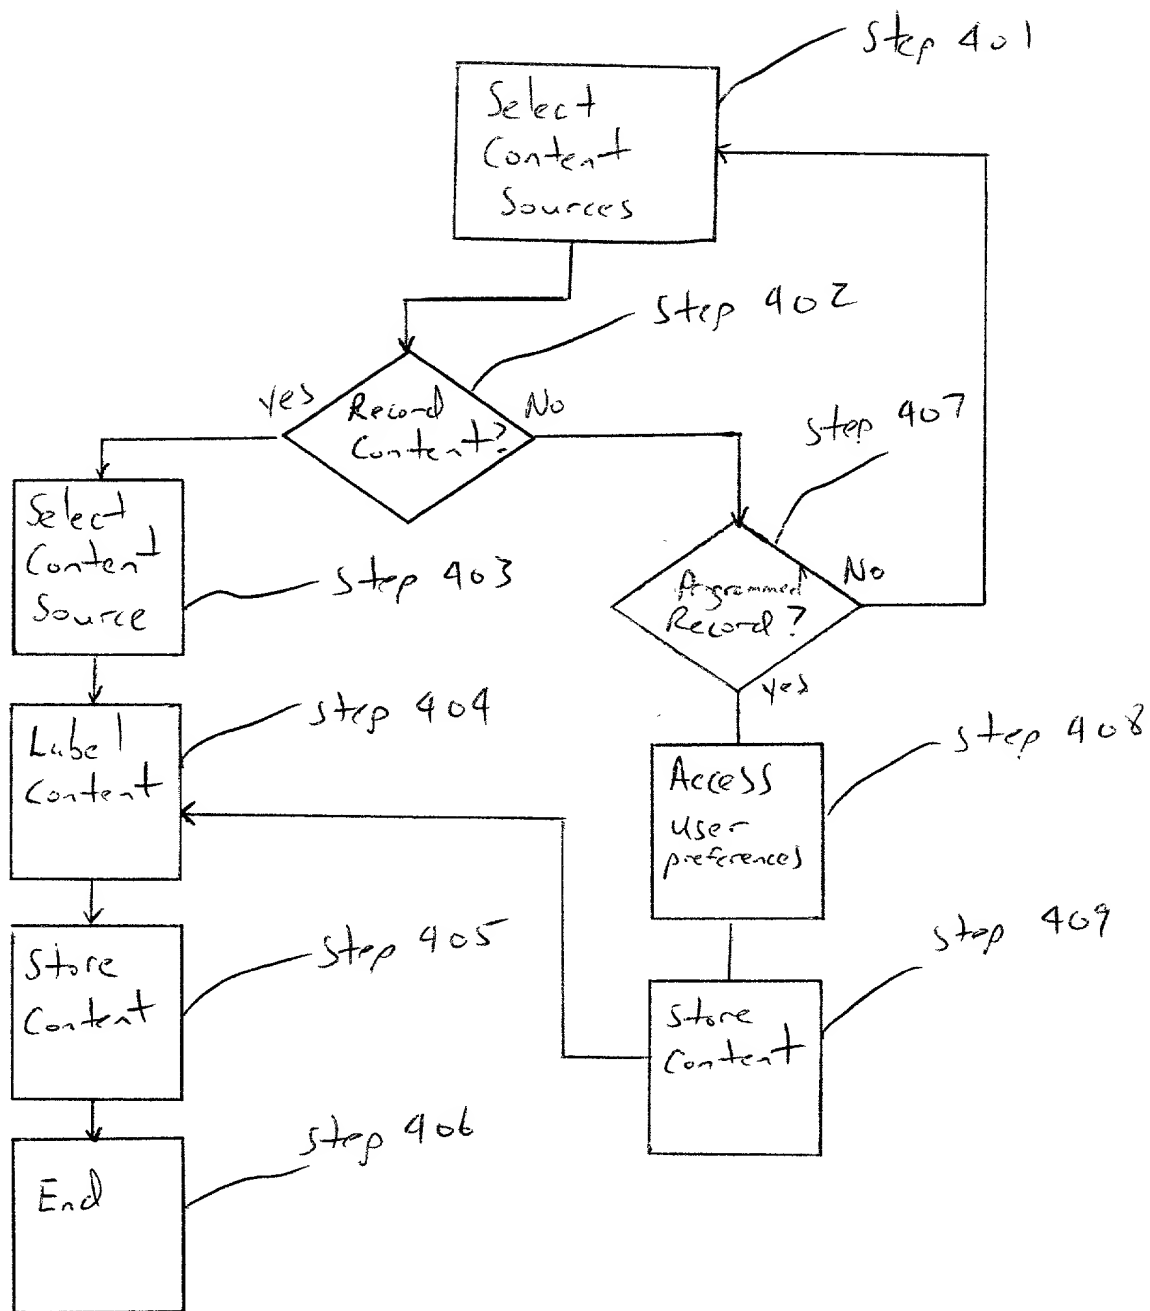 Step 401
Select
Content
Sources
Step 402
yes
Record
Content?
No
Step 407
Select
Content
Source
Step 403
Programmed
Record?
No
yes
Step 404
Label
Content
Step 408
Access
user
preferences
Step 405
Store
Content
Step 409
Store
Content
Step 406
End